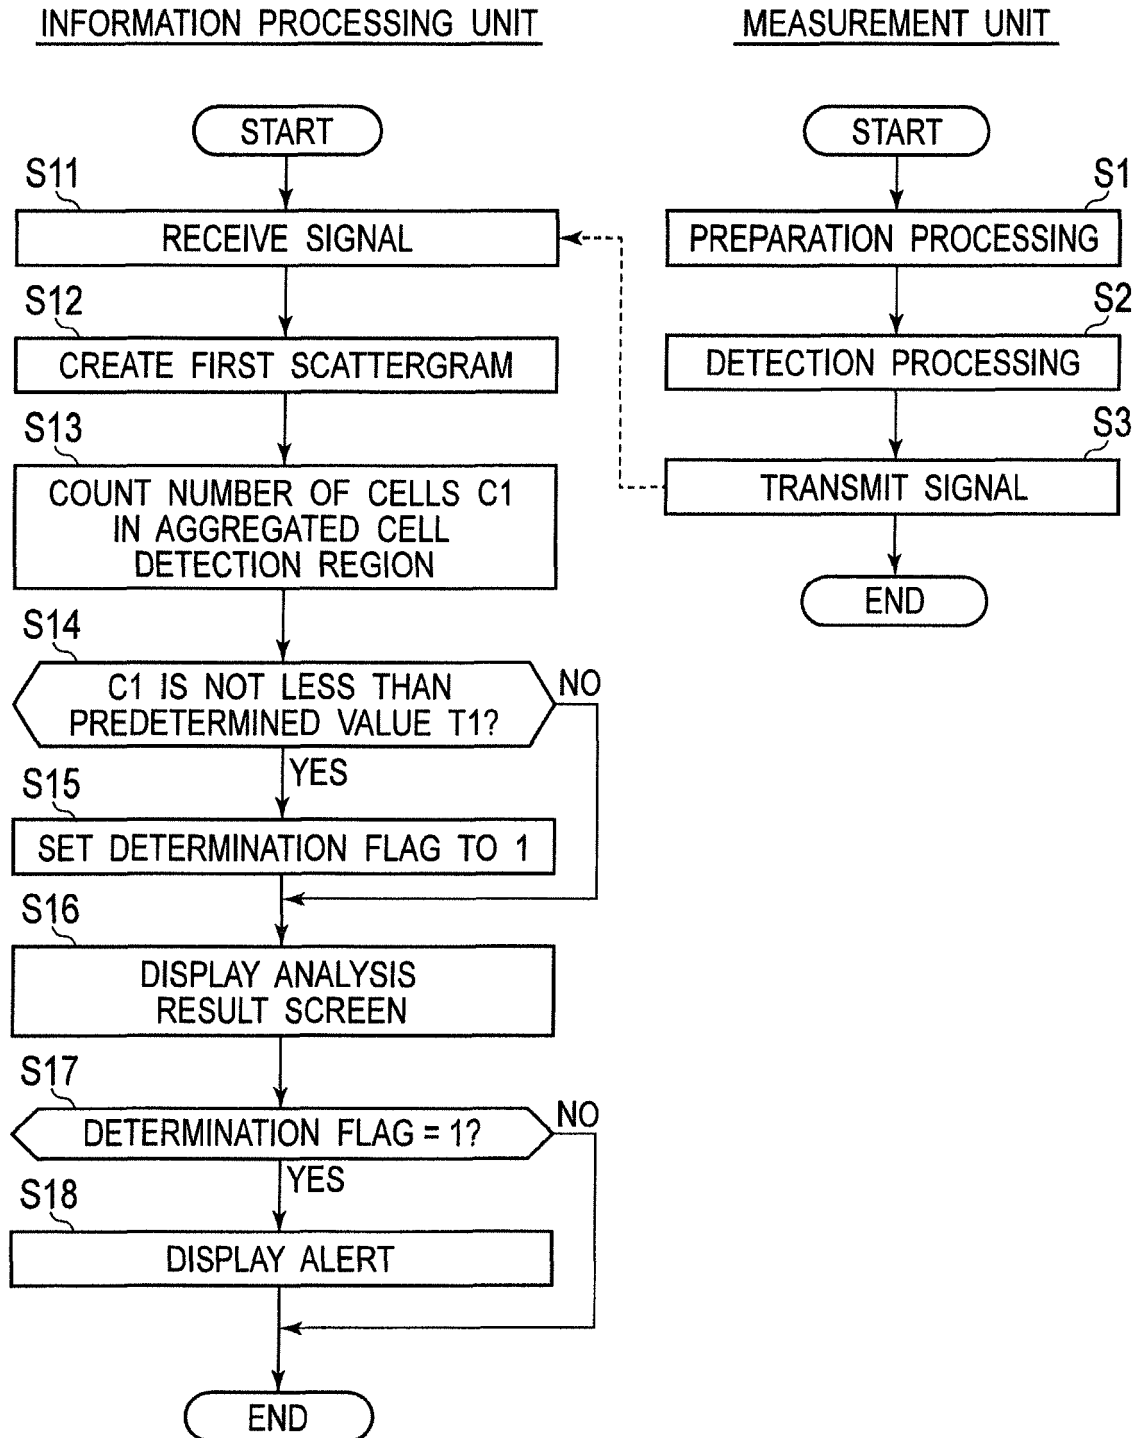 INFORMATION PROCESSING UNIT
START
S11
RECEIVE SIGNAL
S12
CREATE FIRST SCATTERGRAM
S13
COUNT NUMBER OF CELLS C1
IN AGGREGATED CELL
DETECTION REGION
S14
C1 IS NOT LESS THAN
PREDETERMINED VALUE T1?
NO
YES
S15
SET DETERMINATION FLAG TO 1
S16
DISPLAY ANALYSIS
RESULT SCREEN
S17
DETERMINATION FLAG = 1?
NO
YES
S18
DISPLAY ALERT
END
MEASUREMENT UNIT
START
S1
PREPARATION PROCESSING
S2
DETECTION PROCESSING
S3
TRANSMIT SIGNAL
END